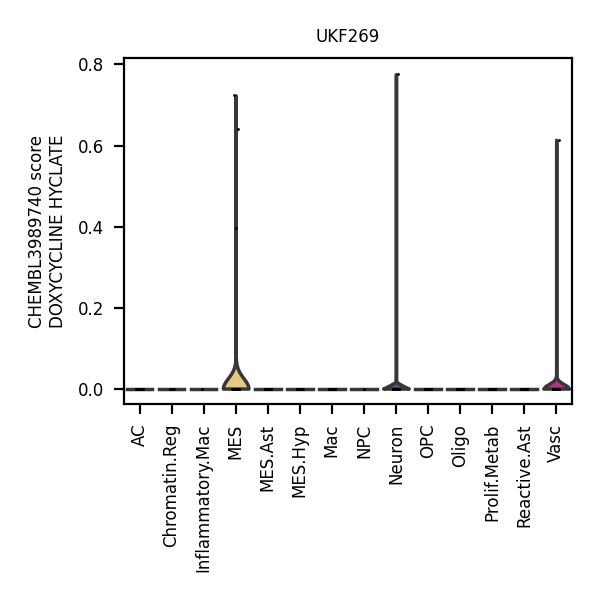 UKF269
CHEMBL3989740 score
DOXYCYCLINE HYCLATE
0.8
0.6
0.4
0.2
0.0
AC
Chromatin.Reg
Inflammatory.Mac
MES
MES.Ast
MES.Hyp
Mac
NPC
Neuron
OPC
Oligo
Prolif.Metab
Reactive.Ast
Vasc